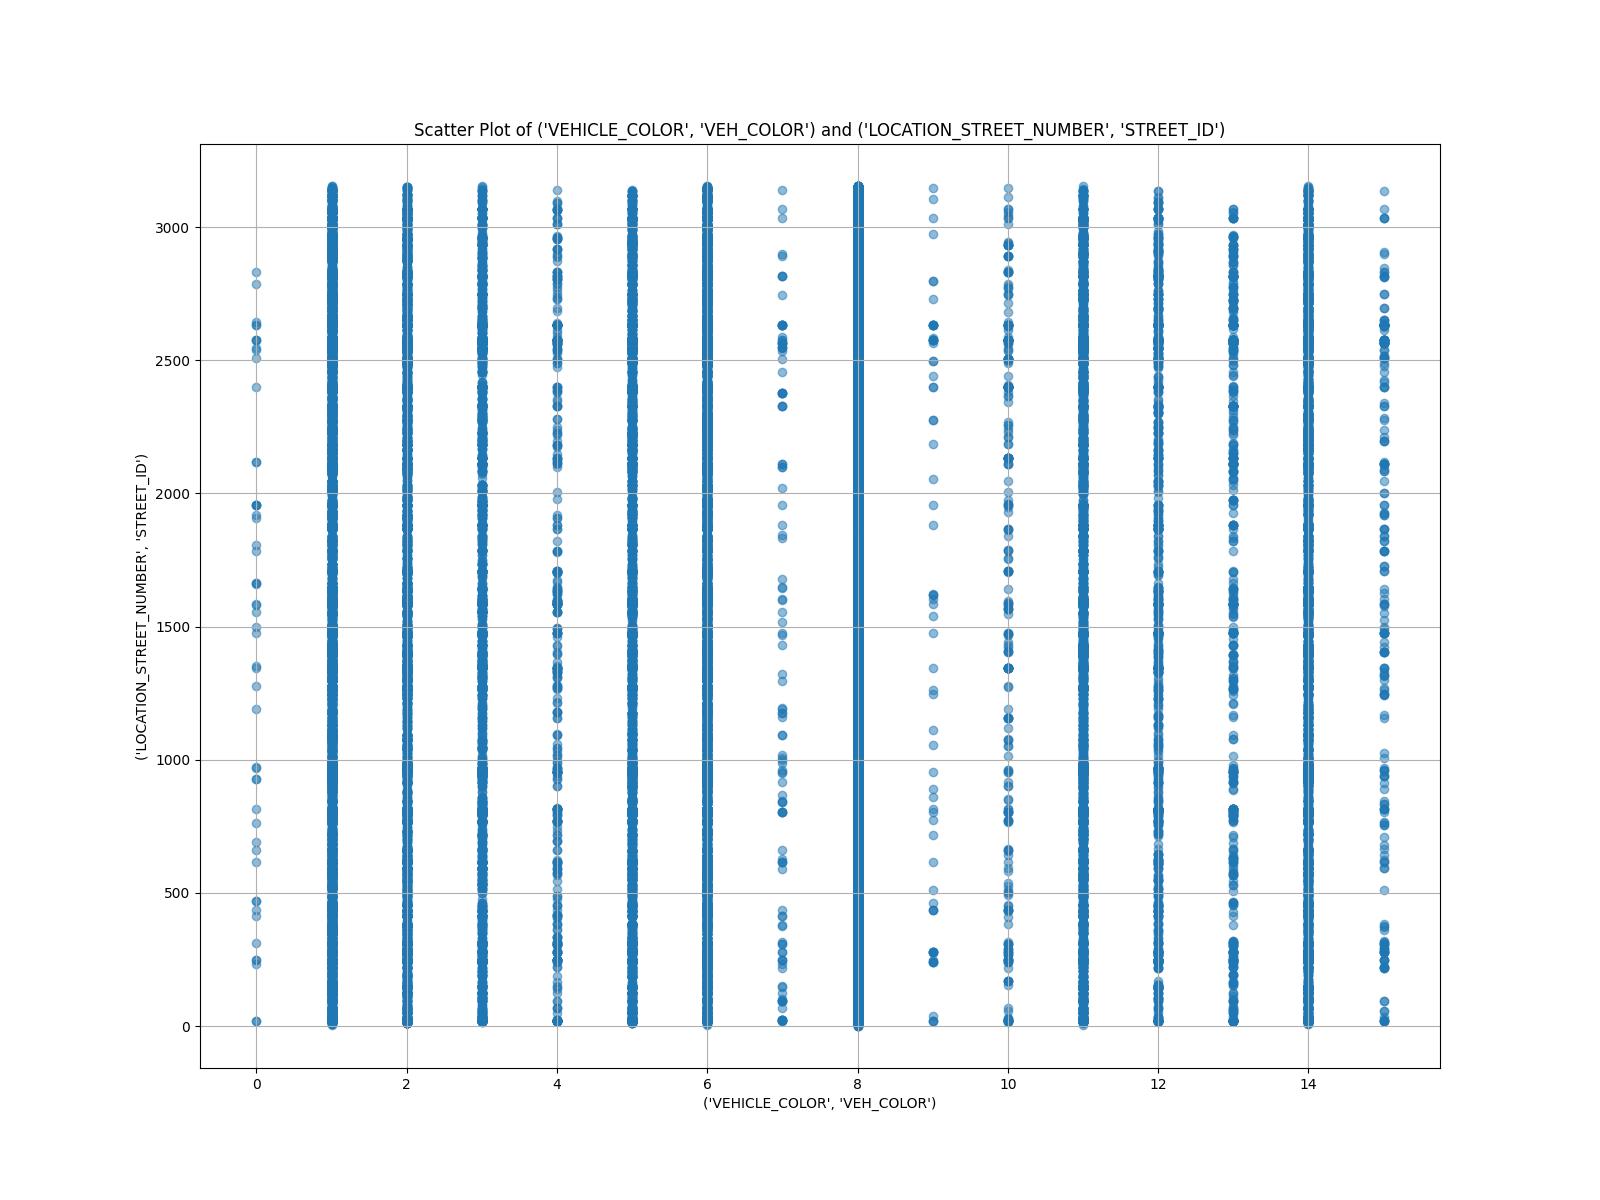 Scatter Plot of ('VEHICLE_COLOR', 'VEH_COLOR') and ('LOCATION_STREET_NUMBER', 'STREET_ID')
('LOCATION_STREET_NUMBER', 'STREET_ID')
3000
2500
2000
1500
1000
500
0
0 2 4 6 8 10 12 14
('VEHICLE_COLOR', 'VEH_COLOR')